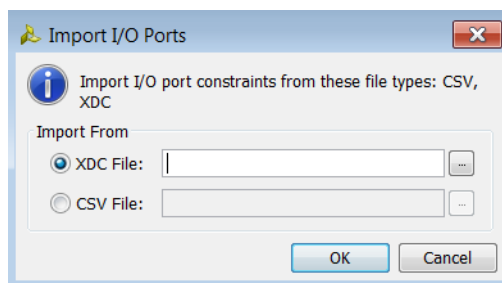 Import I/O Ports
Import I/O port constraints from these file types: CSV,
XDC
Import From
XDC File:
...
CSV File:
...
OK Cancel